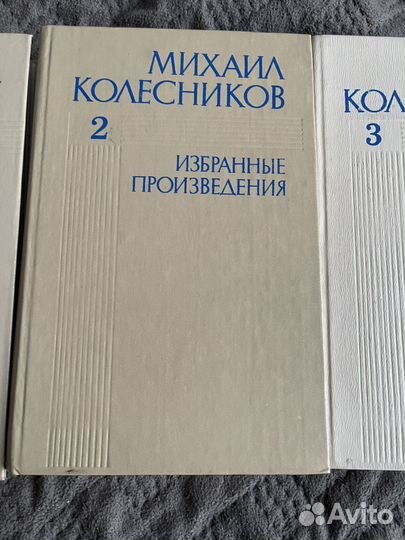 МИХАИЛ
КОЛЕСНИКОВ
2
ИЗБРАННЫЕ
ПРОИЗВЕДЕНИЯ
КОЛ
3
Avito